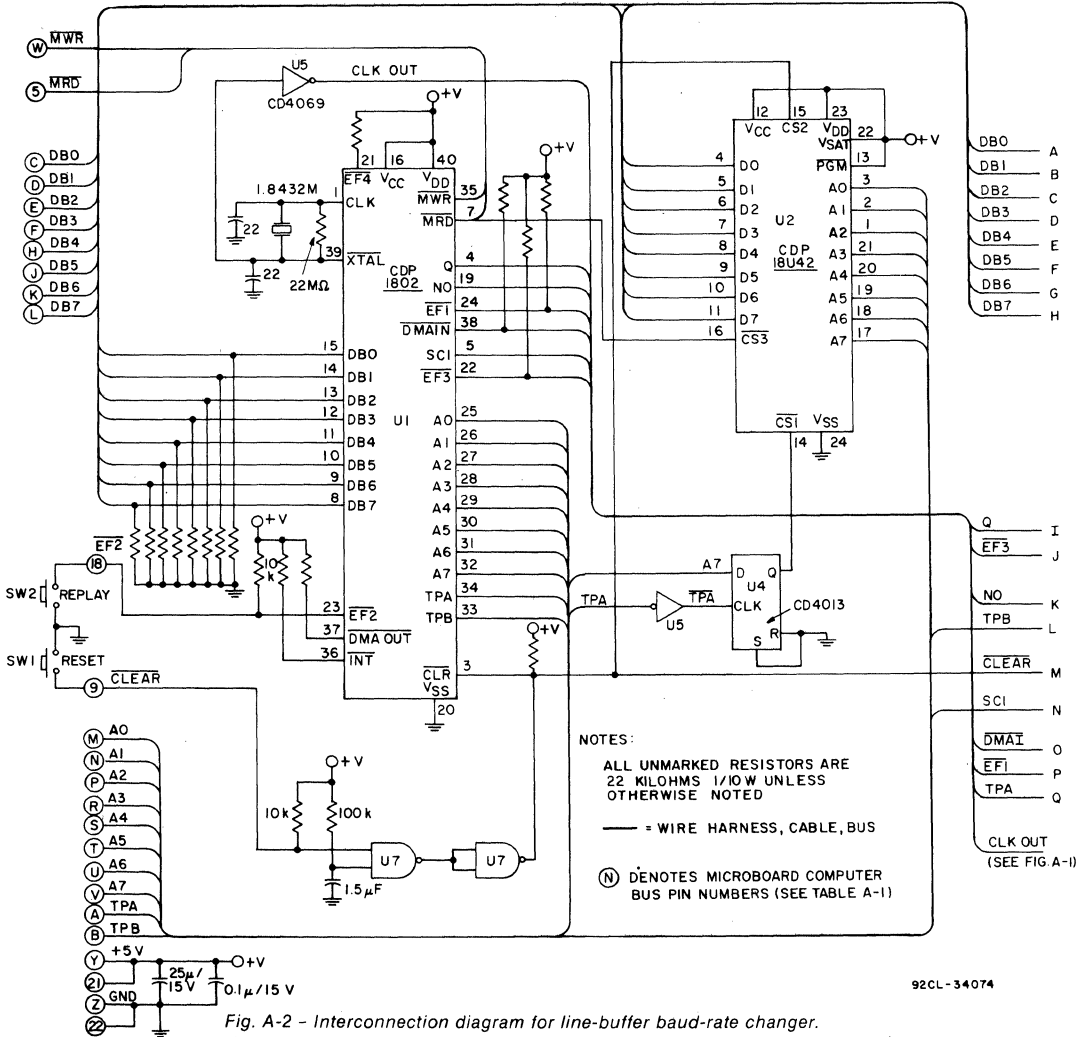 W MWR
5 MRD
C DB0
D DB1
E DB2
F DB3
H DB4
J DB5
K DB6
L DB7
U5
CLK OUT
CD4069
+V
21 16 40
EF4 VCC VDD
1.8432M
1 CLK
22
39 XTAL
22
22MΩ
MWR 35
MRD 7
CDP
1802
Q 4
NO 19
EF1 24
DMAIN 38
SCI 5
EF3 22
+V
15 DB0
14 DB1
13 DB2
12 DB3
11 DB4
10 DB5
9 DB6
8 DB7
U1
A0 25
A1 26
A2 27
A3 28
A4 29
A5 30
A6 31
A7 32
TPA 34
TPB 33
EF2
18
+V
10
k
SW2 REPLAY
SW1 RESET
9 CLEAR
23 EF2
37 DMA OUT
36 INT
CLR 3
VSS
20
+V
12 15 23
VCC CS2 VDD
VSAT 22
+V
PGM 13
4 D0
5 D1
6 D2
7 D3
8 D4
9 D5
10 D6
11 D7
16 CS3
U2
CDP
18U42
A0 3
A1 2
A2 1
A3 21
A4 20
A5 19
A6 18
A7 17
CS1 VSS
14 24
A7
D Q
U4
TPA
U5
TPA
CLK
CD4013
R
S
DB0 A
DB1 B
DB2 C
DB3 D
DB4 E
DB5 F
DB6 G
DB7 H
Q I
EF3 J
NO K
TPB L
CLEAR M
SCI N
DMAI O
EF1 P
TPA Q
CLK OUT
(SEE FIG. A-1)
M A0
N A1
P A2
R A3
S A4
T A5
U A6
V A7
A TPA
B TPB
Y +5V
21
Z GND
22
25μ/
15V
0.1μ/15 V
+V
+V
10k
100k
U7
U7
1.5μF
NOTES:
ALL UNMARKED RESISTORS ARE
22 KILOHMS 1/10 W UNLESS
OTHERWISE NOTED
= WIRE HARNESS, CABLE, BUS
N DENOTES MICROBOARD COMPUTER
BUS PIN NUMBERS (SEE TABLE A-1)
92CL-34074
Fig. A-2 - Interconnection diagram for line-buffer baud-rate changer.